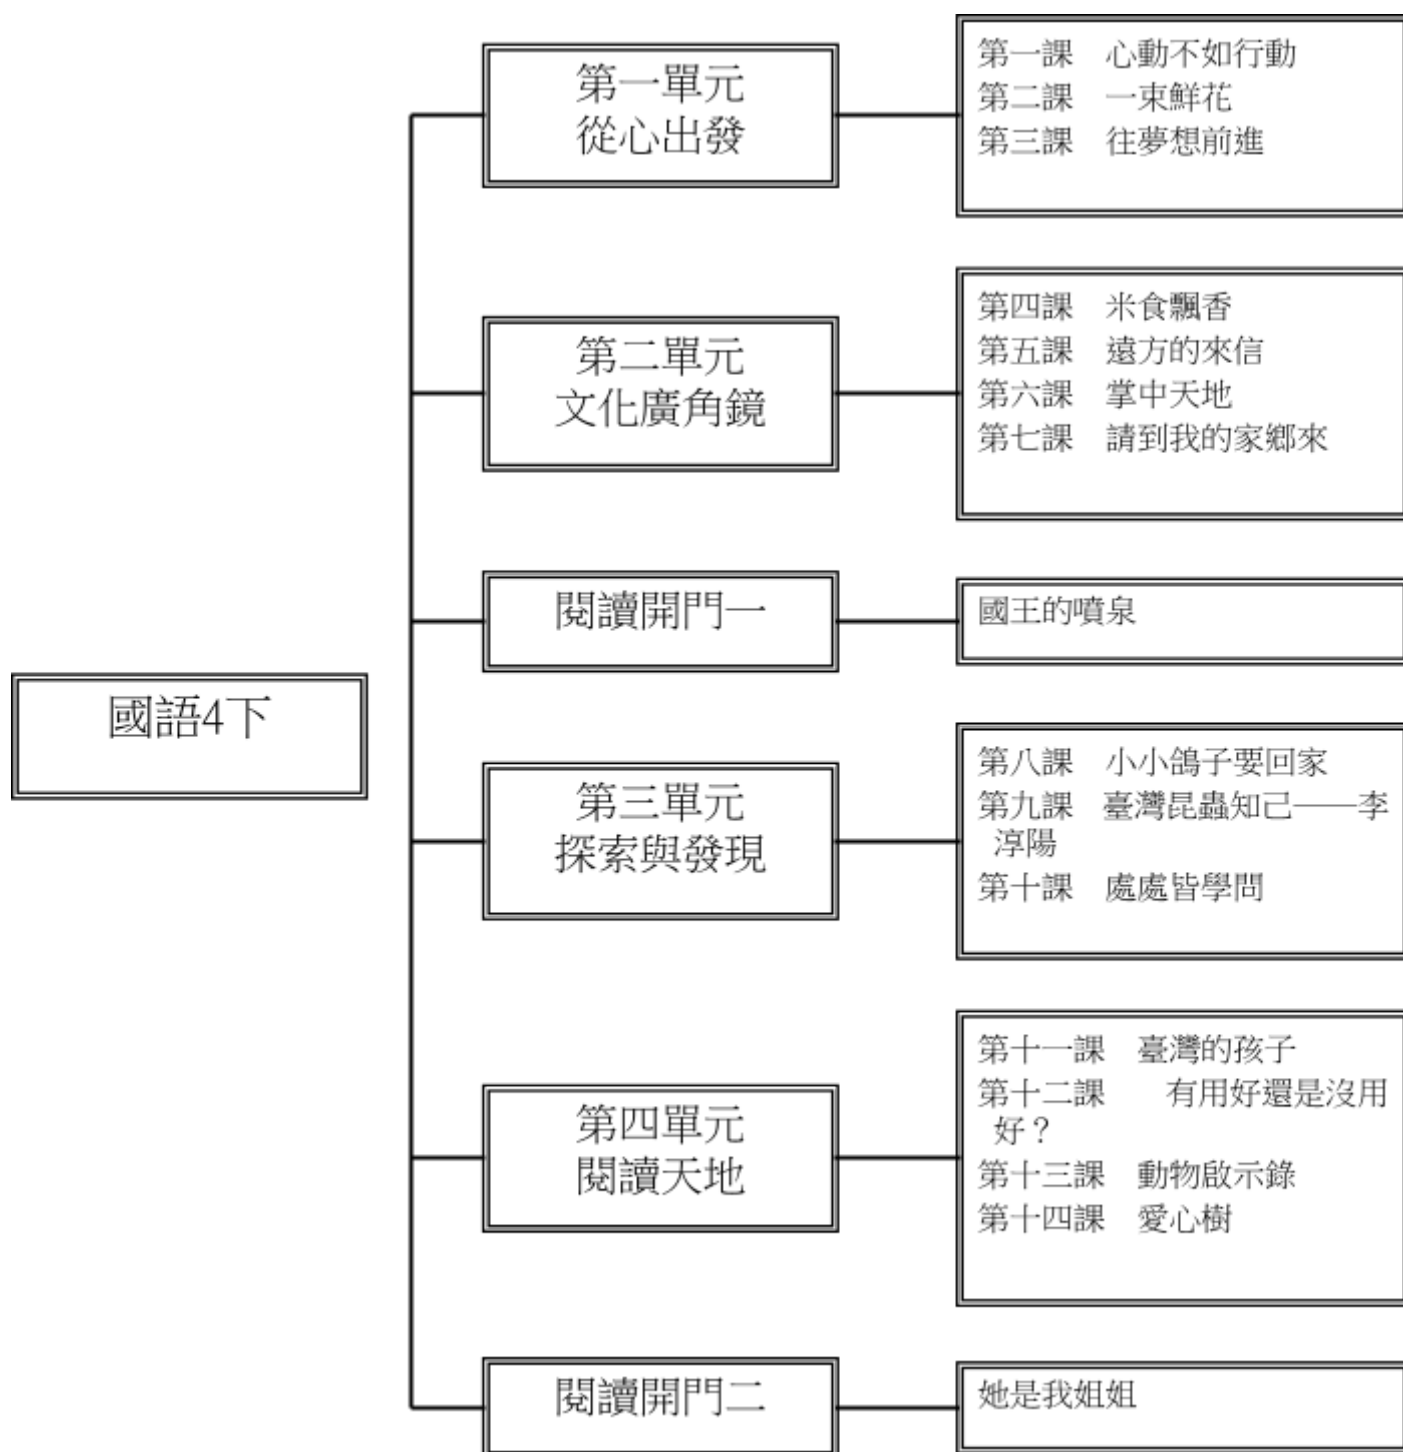 國語4下
第一單元
從心出發
第一課　心動不如行動
第二課　一束鮮花
第三課　往夢想前進
第二單元
文化廣角鏡
第四課　米食飄香
第五課　遠方的來信
第六課　掌中天地
第七課　請到我的家鄉來
閱讀開門一
國王的噴泉
第三單元
探索與發現
第八課　小小鴿子要回家
第九課　臺灣昆蟲知己——李
淳陽
第十課　處處皆學問
第四單元
閱讀天地
第十一課　臺灣的孩子
第十二課　有用好還是沒用
好？
第十三課　動物啟示錄
第十四課　愛心樹
閱讀開門二
她是我姐姐